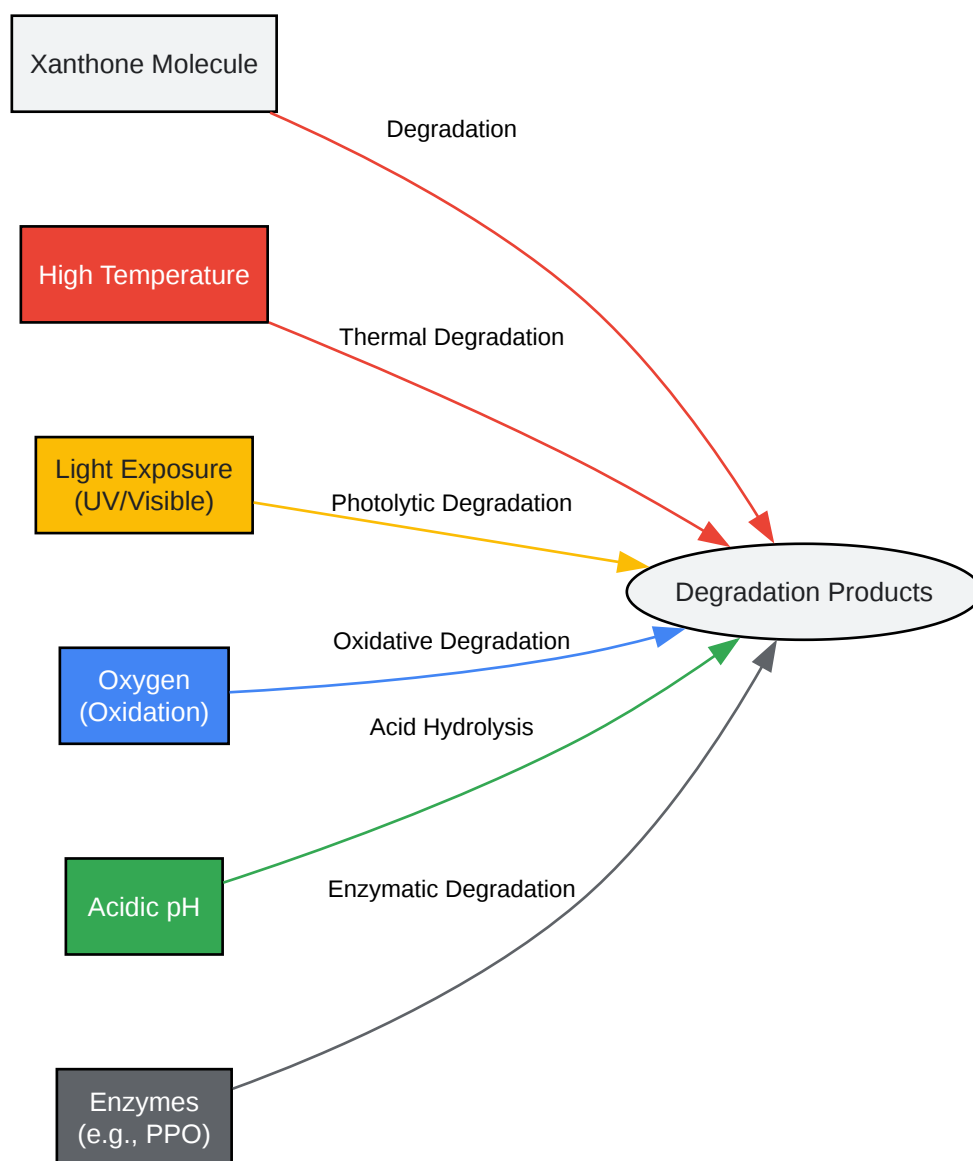 Xanthone Molecule
Degradation
High Temperature
Thermal Degradation
Light Exposure
(UV/Visible)
Photolytic Degradation
Degradation Products
Oxygen
(Oxidation)
Oxidative Degradation
Acid Hydrolysis
Acidic pH
Enzymatic Degradation
Enzymes
(e.g., PPO)